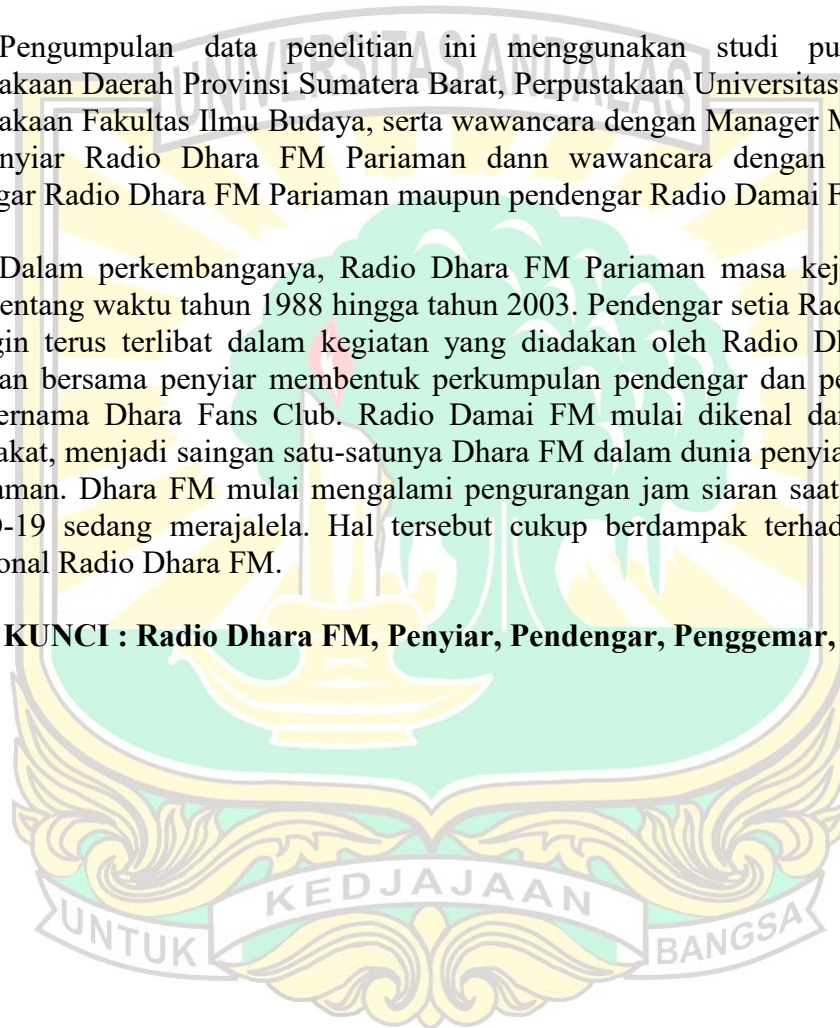 Pengumpulan data penelitian ini menggunakan studi pu
akaan Daerah Provinsi Sumatera Barat, Perpustakaan Universitas
akaan Fakultas Ilmu Budaya, serta wawancara dengan Manager M
nyiar Radio Dhara FM Pariaman dann wawancara dengan
gar Radio Dhara FM Pariaman maupun pendengar Radio Damai F
Dalam perkembanganya, Radio Dhara FM Pariaman masa kej
entang waktu tahun 1988 hingga tahun 2003. Pendengar setia Rad
gin terus terlibat dalam kegiatan yang diadakan oleh Radio Dh
an bersama penyiar membentuk perkumpulan pendengar dan pe
ernama Dhara Fans Club. Radio Damai FM mulai dikenal dar
akat, menjadi saingan satu-satunya Dhara FM dalam dunia penyia
aman. Dhara FM mulai mengalami pengurangan jam siaran saat
D-19 sedang merajalela. Hal tersebut cukup berdampak terhad
onal Radio Dhara FM.
KUNCI : Radio Dhara FM, Penyiar, Pendengar, Penggemar,
UNIVERSITAS ANDALAS
UNTUK KEDJAJAAN BANGSA